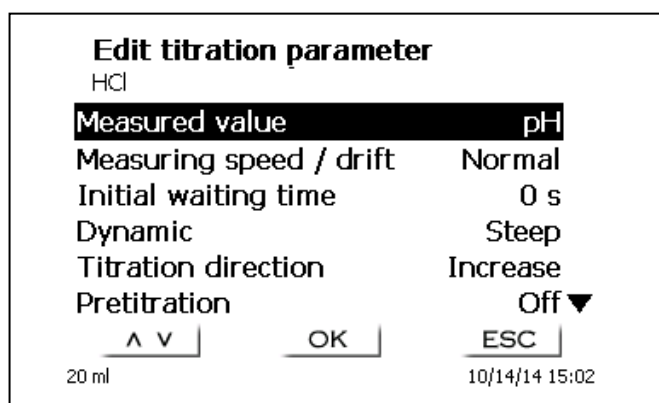 Edit titration parameter
HCl
Measured value pH
Measuring speed / drift Normal
Initial waiting time 0 s
Dynamic Steep
Titration direction Increase
Pretitration Off ▼
∧ ∨ OK ESC
20 ml 10/14/14 15:02